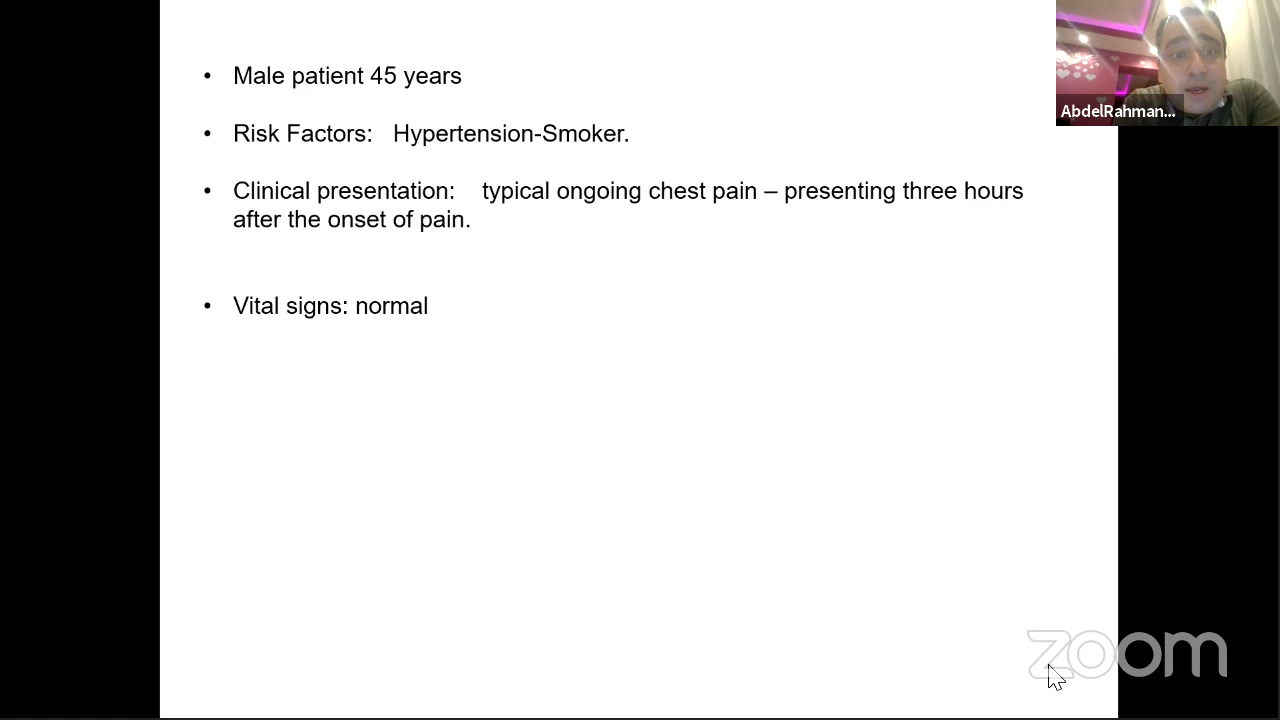 • Male patient 45 years
• Risk Factors: Hypertension-Smoker.
• Clinical presentation: typical ongoing chest pain – presenting three hours
after the onset of pain.
• Vital signs: normal
AbdelRahman...
zoom